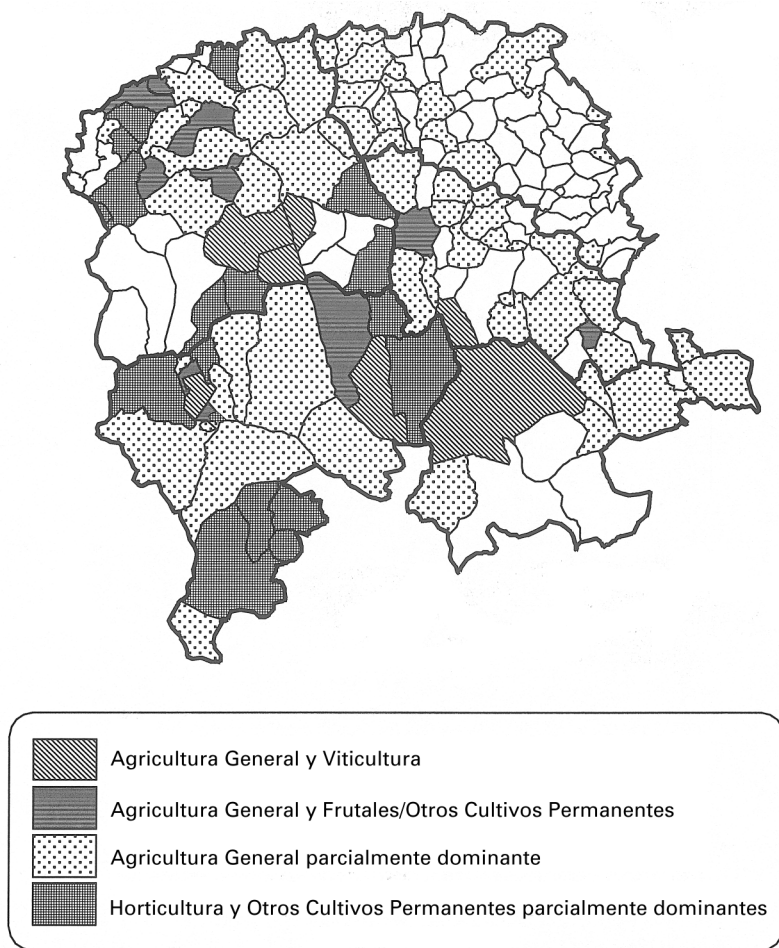 Agricultura General y Viticultura
Agricultura General y Frutales/Otros Cultivos Permanentes
Agricultura General parcialmente dominante
Horticultura y Otros Cultivos Permanentes parcialmente dominantes